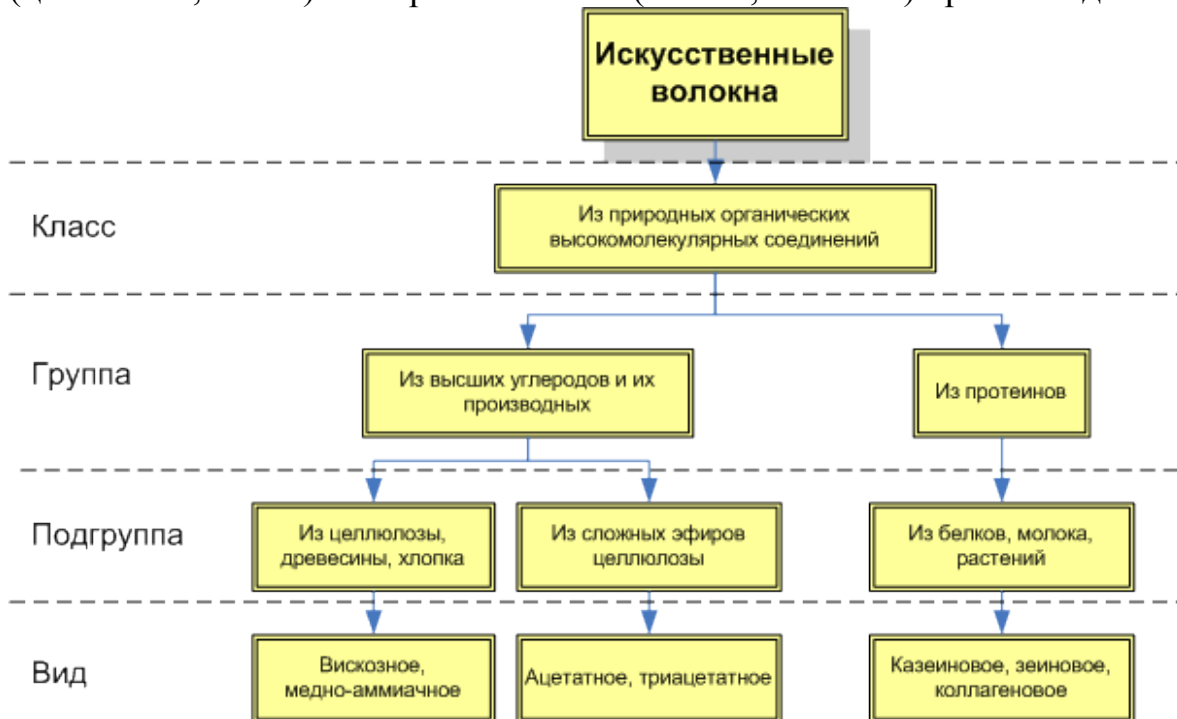 Искусственные
волокна
Класс
Из природных органических
высокомолекулярных соединений
Группа
Из высших углеродов и их
производных
Из протеинов
Подгруппа
Из целлюлозы,
древесины, хлопка
Из сложных эфиров
целлюлозы
Из белков, молока,
растений
Вид
Вискозное,
медно-аммиачное
Ацетатное, триацетатное
Казеиновое, зеиновое,
коллагеновое